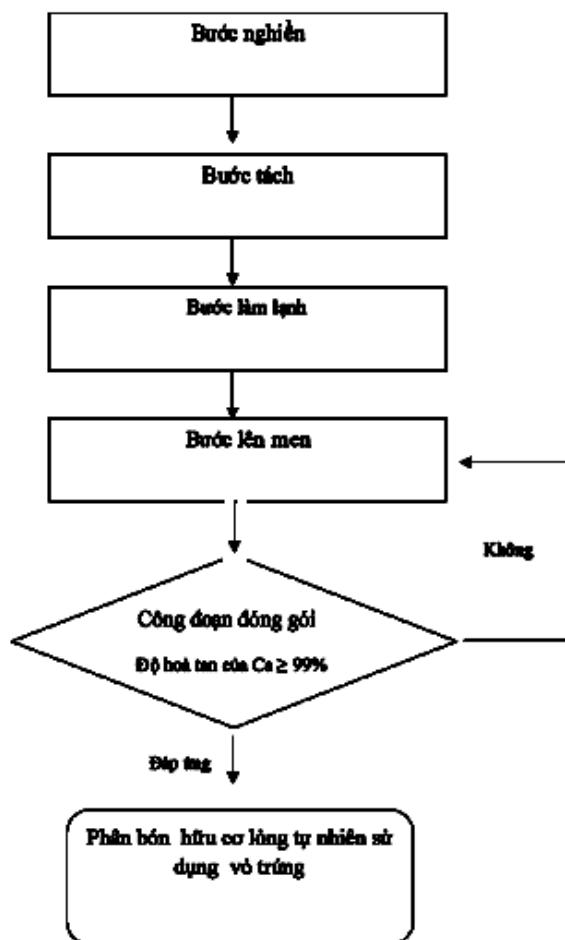 Bước nghiền
Bước tách
Bước làm lạnh
Bước lên men
Không
Công đoạn đóng gói
Độ hoà tan của Ca ≥ 99%
Đáp ứng
Phân bón hữu cơ lỏng tự nhiên sử
dụng vỏ trứng